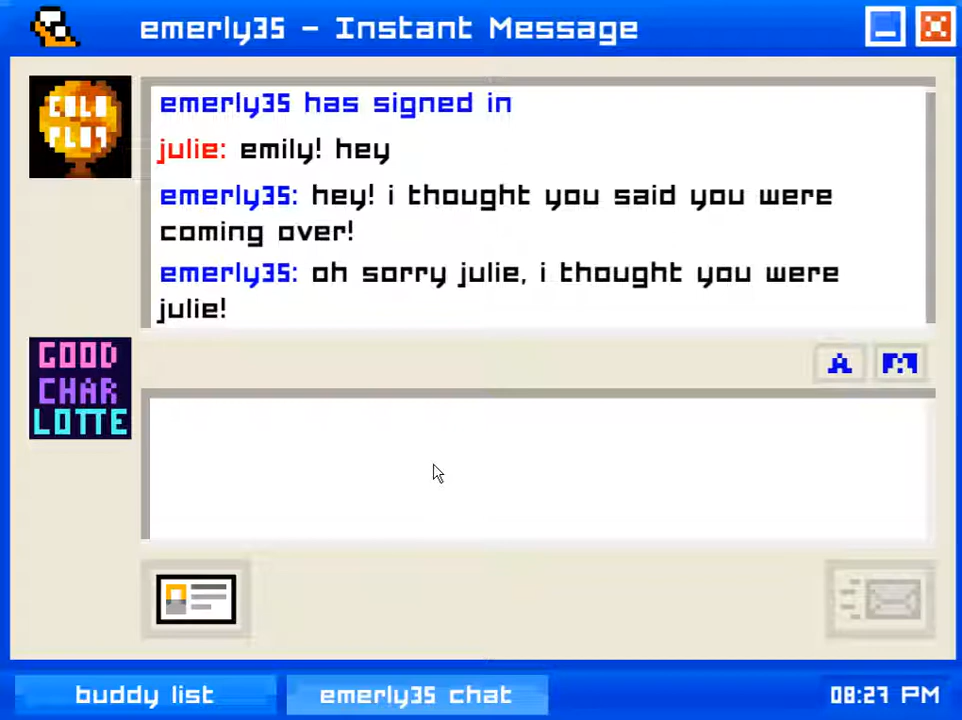 emerly35 – Instant Message
COLD
PLAY
emerly35 has signed in
julie: emily! hey
emerly35: hey! i thought you said you were
coming over!
emerly35: oh sorry julie, i thought you were
julie!
GOOD
CHAR
LOTTE
A
buddy list
emerly35 chat
08:27 PM